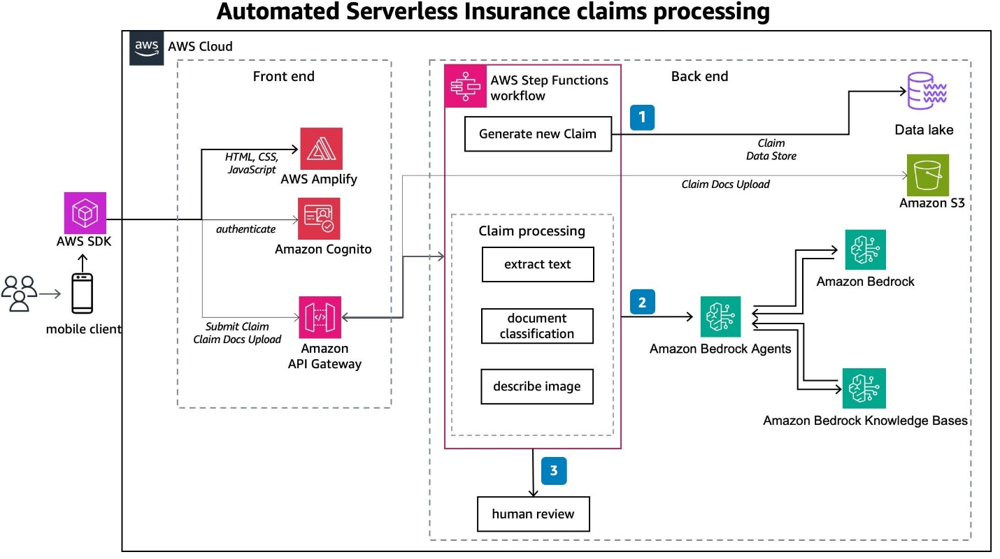 Automated Serverless Insurance claims processing
aws
AWS Cloud
Front end
HTML, CSS,
JavaScript
AWS Amplify
authenticate
Amazon Cognito
AWS SDK
mobile client
Submit Claim
Claim Docs Upload
</>
Amazon
API Gateway
AWS Step Functions
workflow
Back end
Generate new Claim
1
Claim
Data Store
Data lake
Claim Docs Upload
Amazon S3
Claim processing
extract text
document
classification
describe image
2
Amazon Bedrock Agents
Amazon Bedrock
Amazon Bedrock Knowledge Bases
3
human review